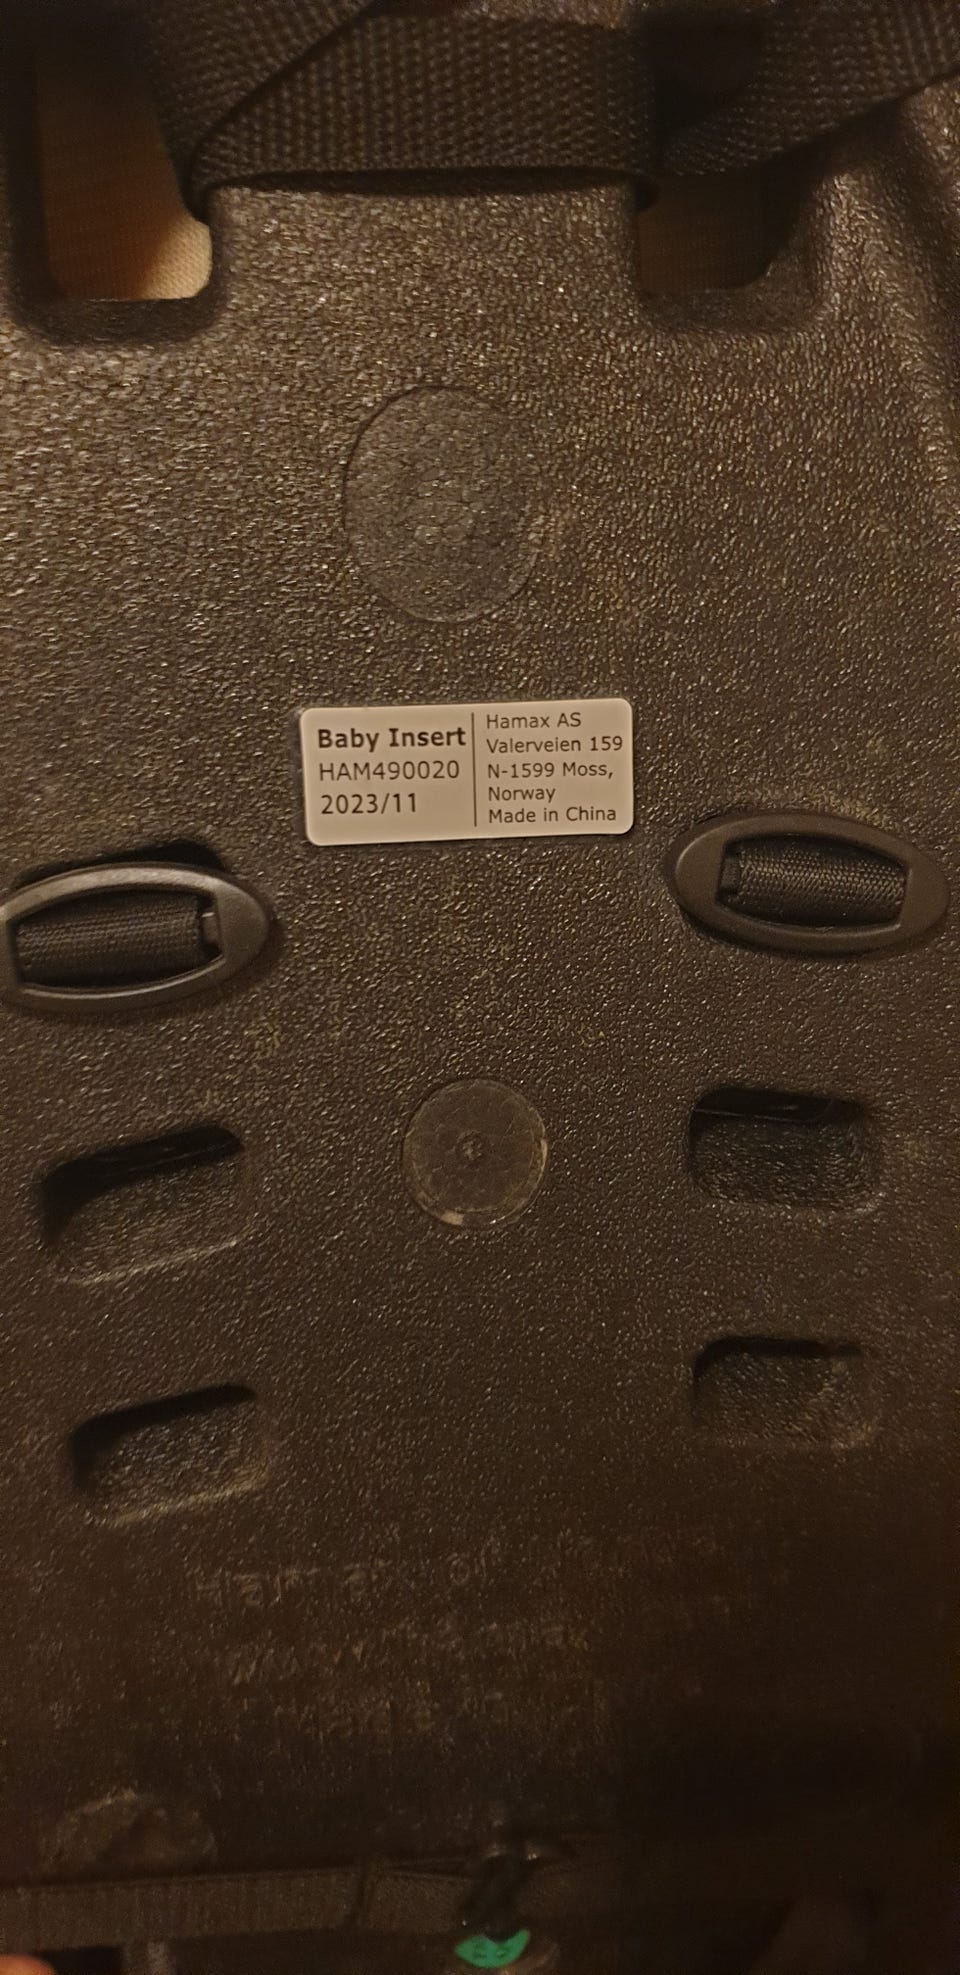 Baby Insert
HAM490020
2023/11
Hamax AS
Valerveien 159
N-1599 Moss,
Norway
Made in China